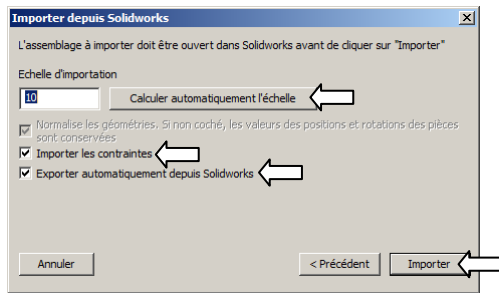 Importer depuis Solidworks
L'assemblage à importer doit être ouvert dans Solidworks avant de cliquer sur "Importer"
Echelle d'importation
10
Calculer automatiquement l'échelle
Normalise les géométries. Si non coché, les valeurs des positions et rotations des pièces
sont conservées
Importer les contraintes
Exporter automatiquement depuis Solidworks
Annuler
< Précédent
Importer